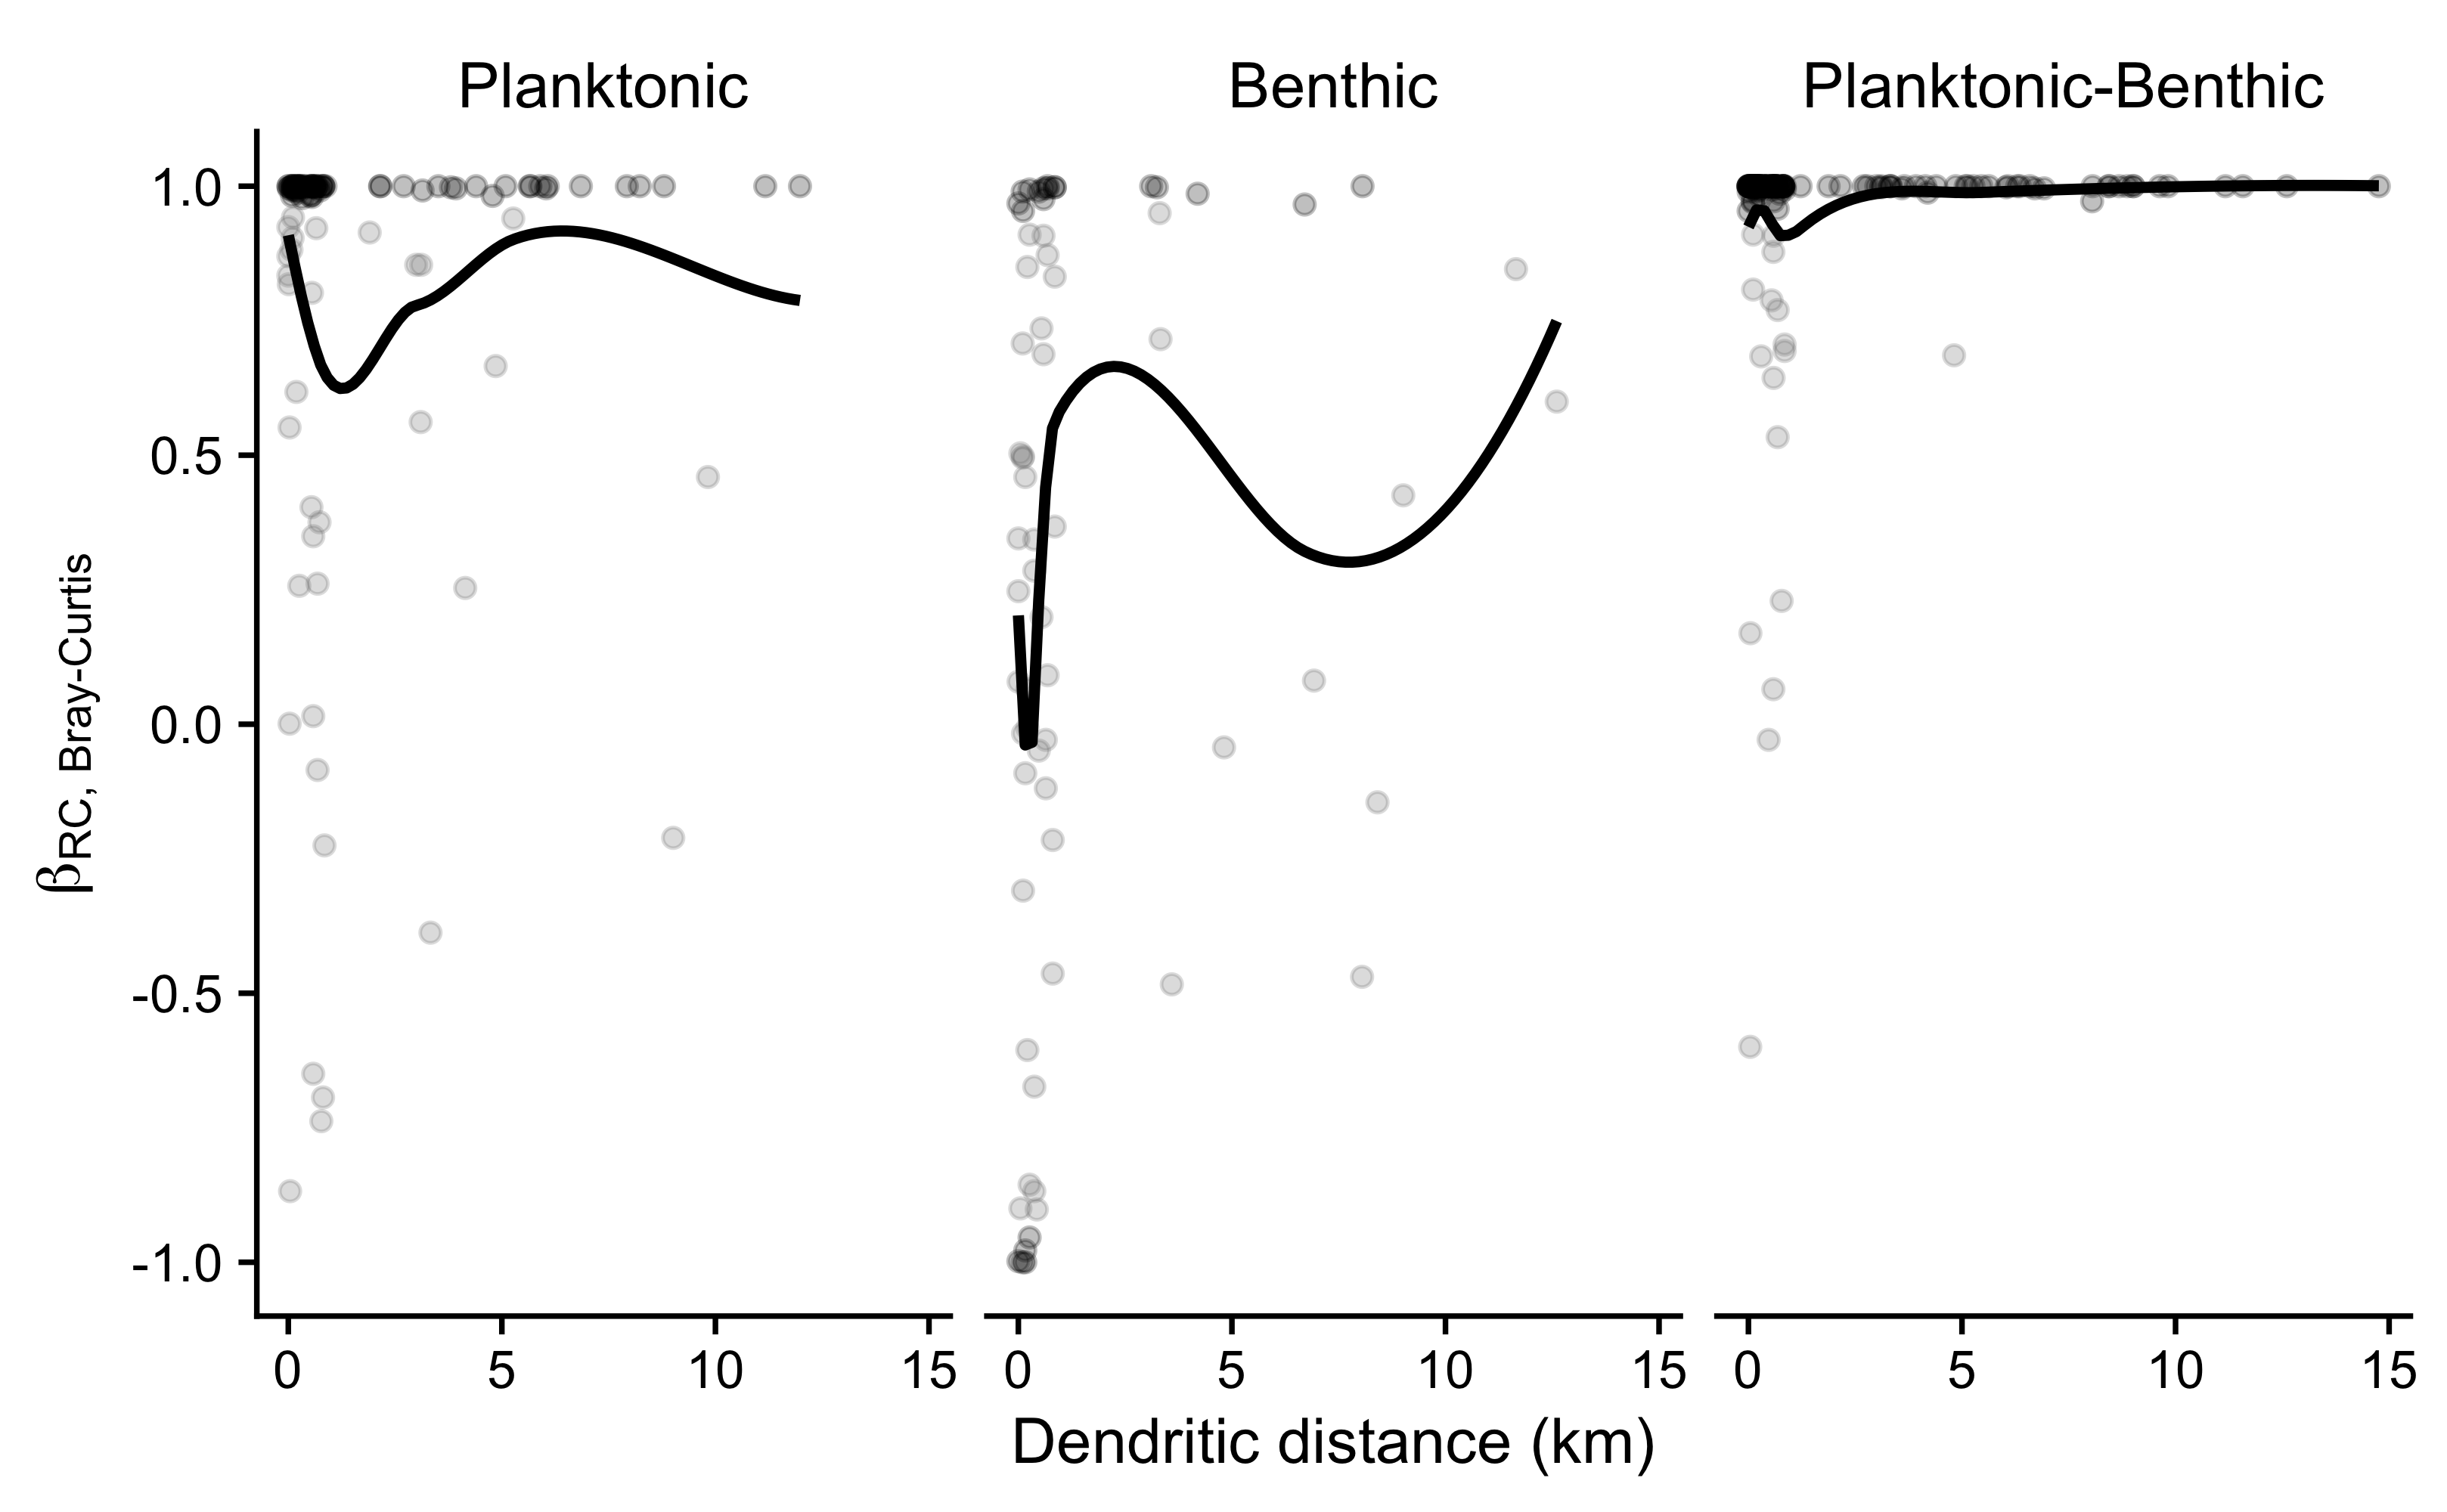 Planktonic Benthic Planktonic-Benthic
βRC, Bray-Curtis
1.0
0.5
0.0
-0.5
-1.0
0 5 10 15 0 5 10 15 0 5 10 15
Dendritic distance (km)